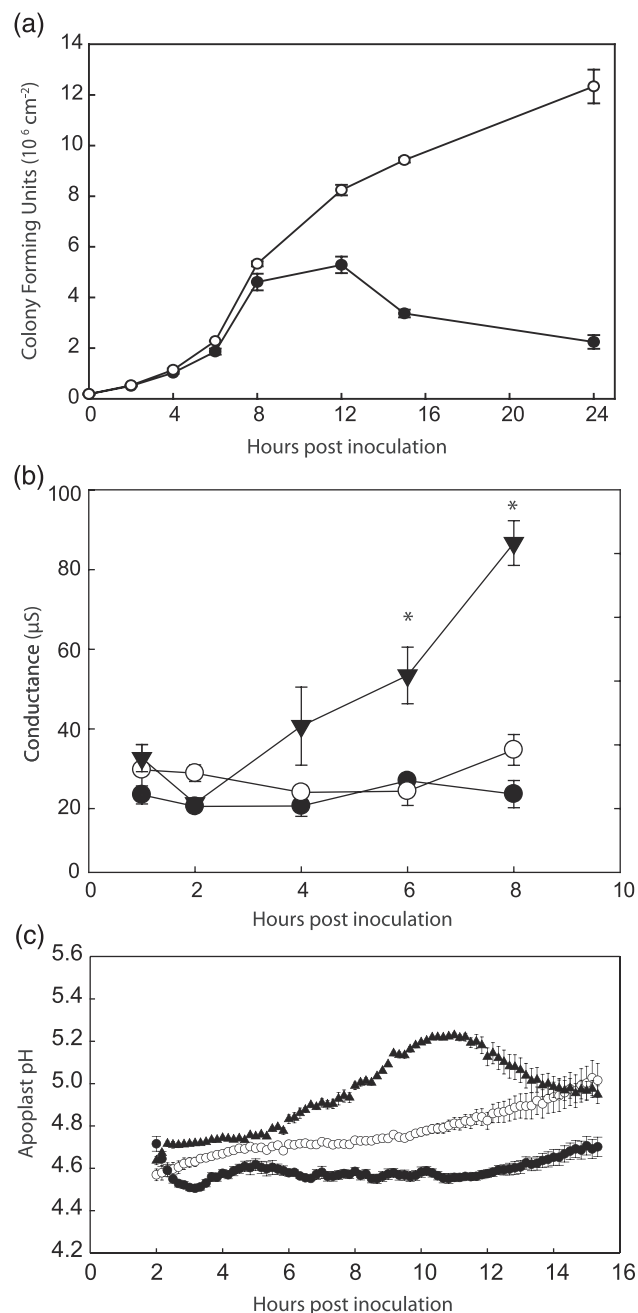 (a)
14
12
10
8
6
4
2
0
Colony Forming Units (10⁶ cm⁻²)
0 4 8 12 16 20 24
Hours post inoculation
(b)
100
80
60
40
20
0
Conductance (µS)
*
*
0 2 4 6 8 10
Hours post inoculation
(c)
5.6
5.4
5.2
5.0
4.8
4.6
4.4
4.2
Apoplast pH
0 2 4 6 8 10 12 14 16
Hours post inoculation